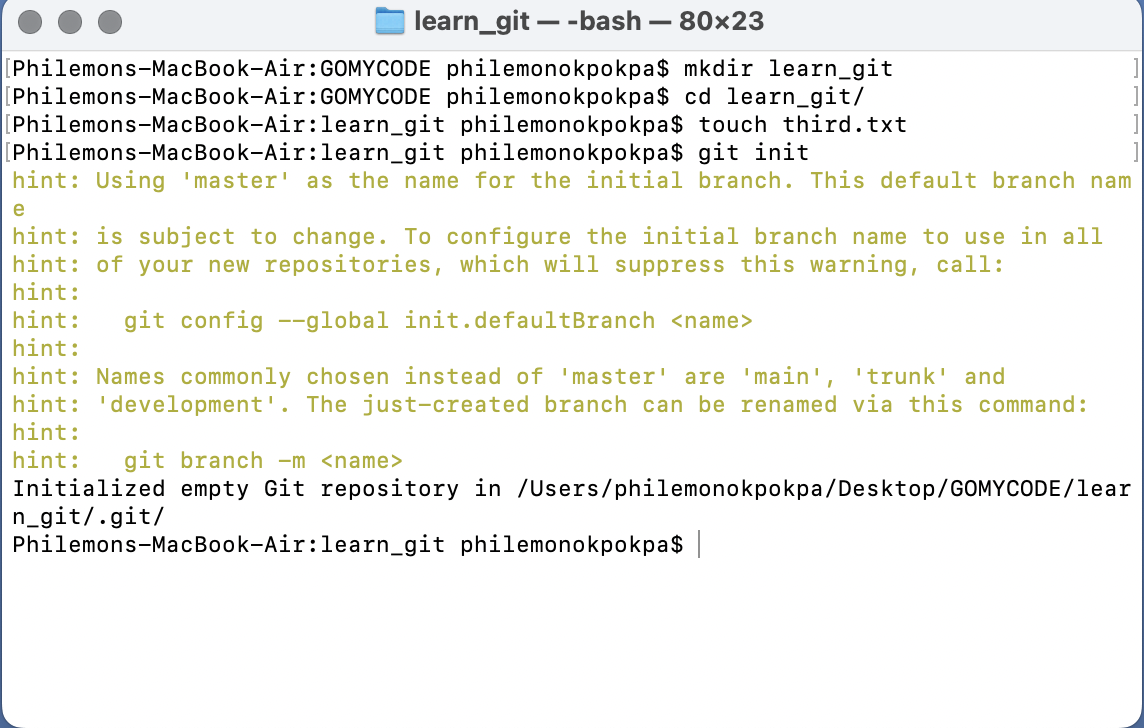 learn_git — -bash — 80×23
[Philemons-MacBook-Air:GOMYCODE philemonokpokpa$ mkdir learn_git ]
[Philemons-MacBook-Air:GOMYCODE philemonokpokpa$ cd learn_git/ ]
[Philemons-MacBook-Air:learn_git philemonokpokpa$ touch third.txt ]
[Philemons-MacBook-Air:learn_git philemonokpokpa$ git init ]
hint: Using 'master' as the name for the initial branch. This default branch nam
e
hint: is subject to change. To configure the initial branch name to use in all
hint: of your new repositories, which will suppress this warning, call:
hint:
hint:   git config --global init.defaultBranch <name>
hint:
hint: Names commonly chosen instead of 'master' are 'main', 'trunk' and
hint: 'development'. The just-created branch can be renamed via this command:
hint:
hint:   git branch -m <name>
Initialized empty Git repository in /Users/philemonokpokpa/Desktop/GOMYCODE/lear
n_git/.git/
Philemons-MacBook-Air:learn_git philemonokpokpa$